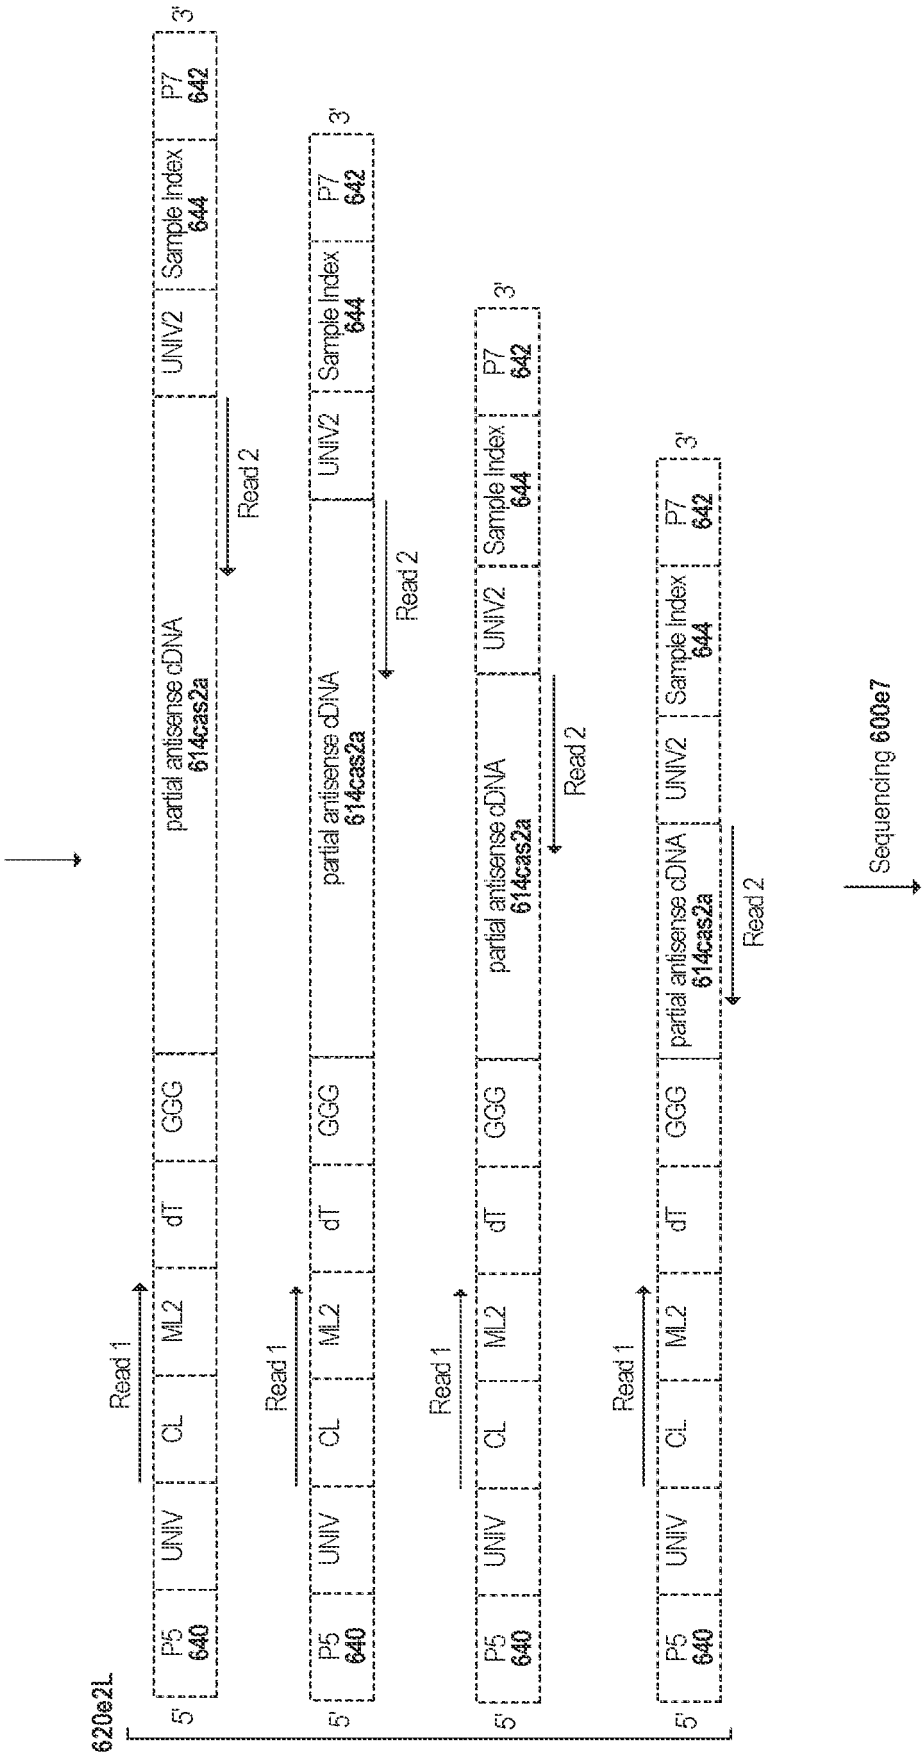 620e2L
Read 1
5' P5 UNIV CL ML2 dT GGG partial antisense cDNA UNIV2 Sample Index P7 3'
640 614cas2a 644 642
Read 2
Read 1
5' P5 UNIV CL ML2 dT GGG partial antisense cDNA UNIV2 Sample Index P7 3'
640 614cas2a 644 642
Read 2
Read 1
5' P5 UNIV CL ML2 dT GGG partial antisense cDNA UNIV2 Sample Index P7 3'
640 614cas2a 644 642
Read 2
Read 1
5' P5 UNIV CL ML2 dT GGG partial antisense cDNA UNIV2 Sample Index P7 3'
640 614cas2a 644 642
Read 2
Sequencing 600e7